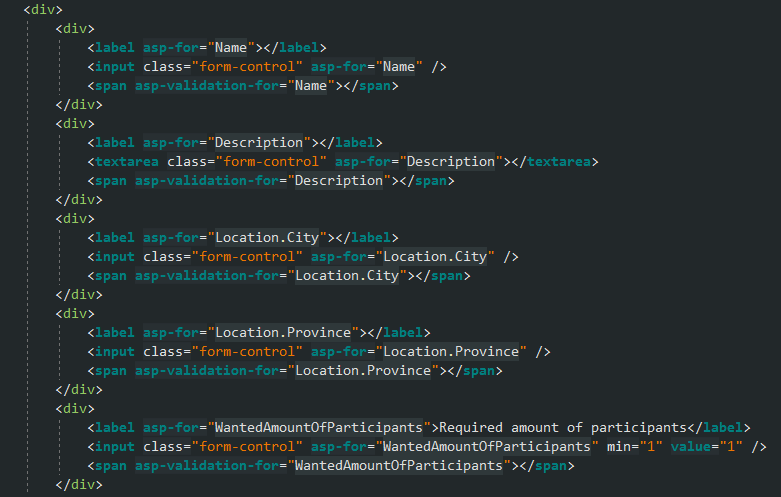 <div>
<div>
<label asp-for="Name"></label>
<input class="form-control" asp-for="Name" />
<span asp-validation-for="Name"></span>
</div>
<div>
<label asp-for="Description"></label>
<textarea class="form-control" asp-for="Description"></textarea>
<span asp-validation-for="Description"></span>
</div>
<div>
<label asp-for="Location.City"></label>
<input class="form-control" asp-for="Location.City" />
<span asp-validation-for="Location.City"></span>
</div>
<div>
<label asp-for="Location.Province"></label>
<input class="form-control" asp-for="Location.Province" />
<span asp-validation-for="Location.Province"></span>
</div>
<div>
<label asp-for="WantedAmountOfParticipants">Required amount of participants</label>
<input class="form-control" asp-for="WantedAmountOfParticipants" min="1" value="1" />
<span asp-validation-for="WantedAmountOfParticipants"></span>
</div>